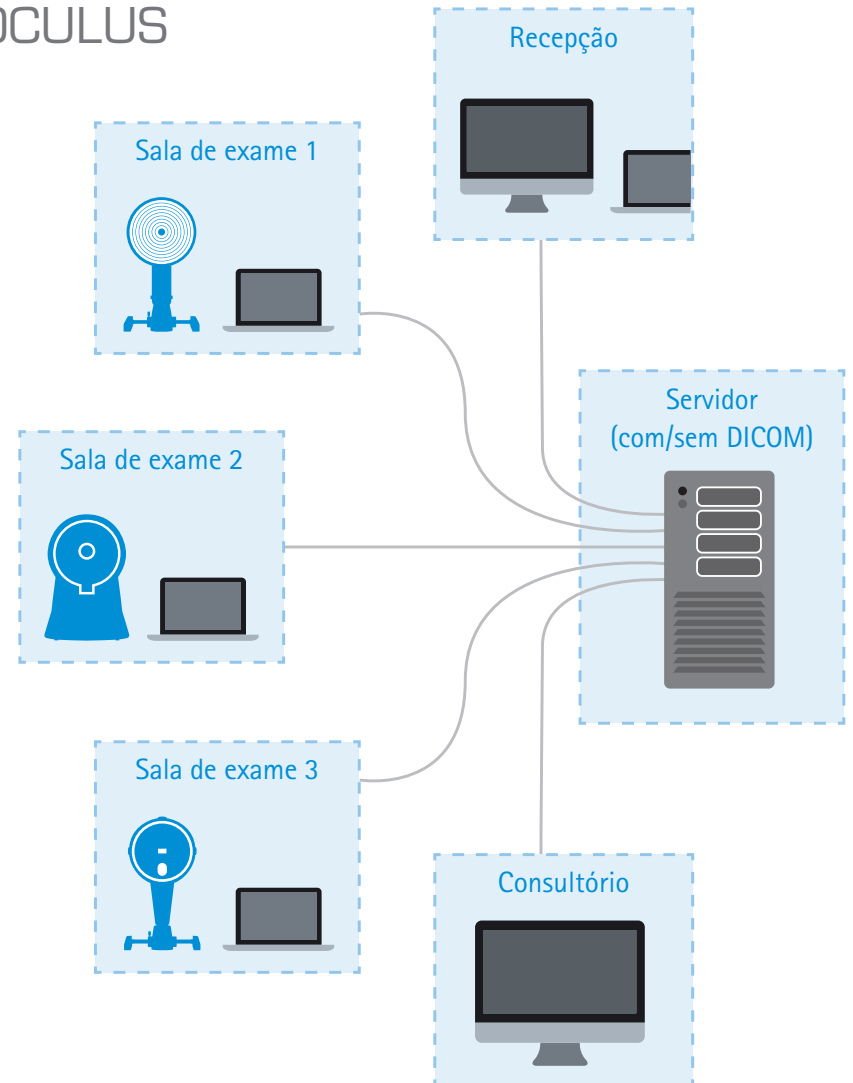 OCULUS
Recepção
Sala de exame 1
Servidor
(com/sem DICOM)
Sala de exame 2
Sala de exame 3
Consultório